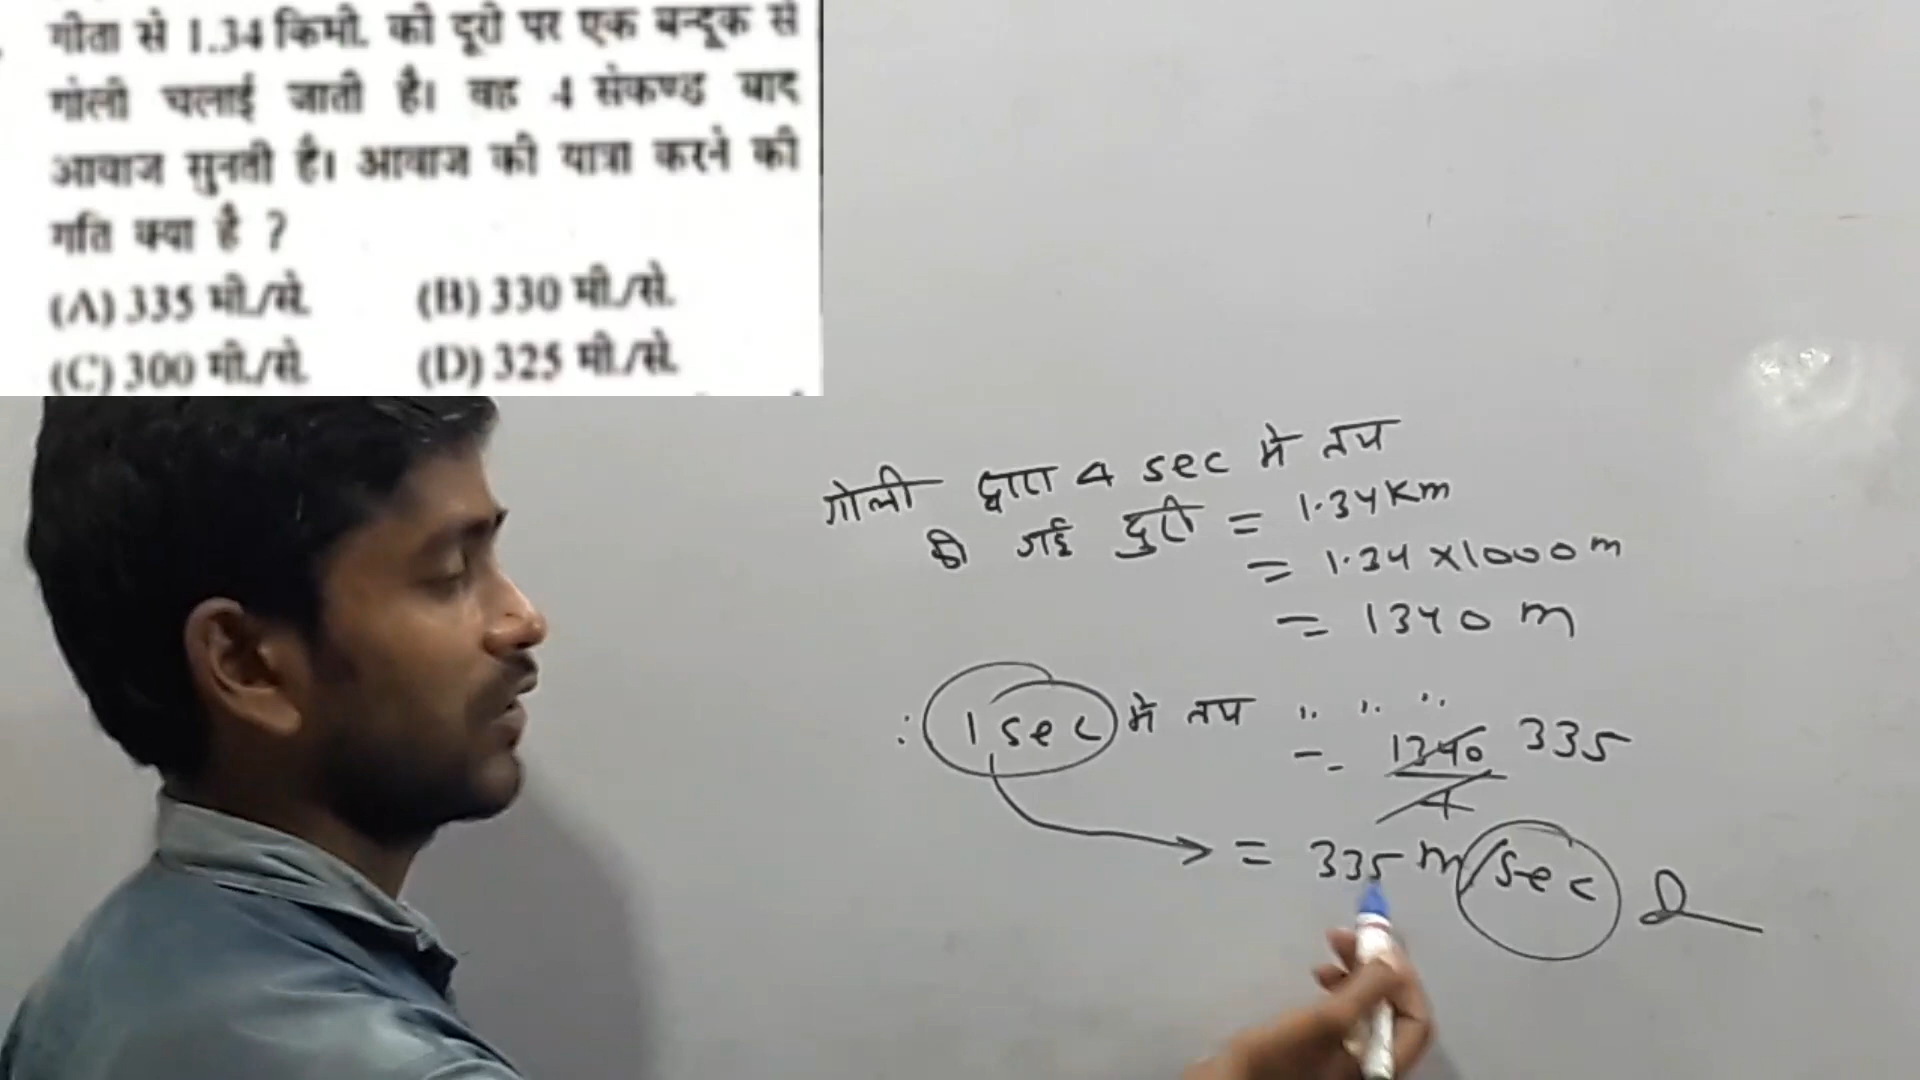 गीता से 1.34 किमी. की दूरी पर एक बन्दूक से
गोली चलाई जाती है। वह 4 सेकण्ड बाद
आवाज सुनती है। आवाज की यात्रा करने की
गति क्या है ?
(A) 335 मी./से. (B) 330 मी./से.
(C) 300 मी./से. (D) 325 मी./से.
गोली द्वारा 4 sec मे तय
की गई दुरी = 1.34 Km
= 1.34 × 1000 m
= 1340 m
: 1 sec मे तय " " "
= 1340/4 335
= 335 m/sec